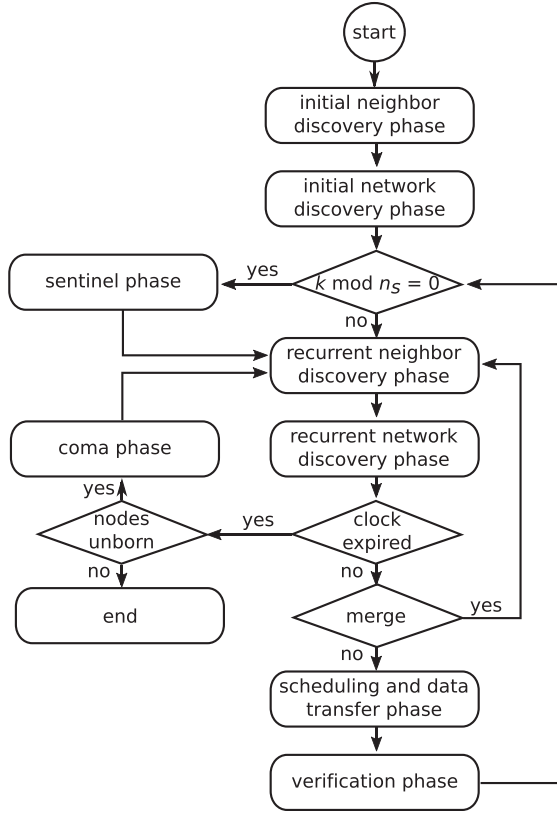 start
initial neighbor
discovery phase
initial network
discovery phase
sentinel phase
yes
k mod nₛ = 0
no
recurrent neighbor
discovery phase
recurrent network
discovery phase
coma phase
yes
nodes
unborn
yes
clock
expired
no
no
end
merge
yes
no
scheduling and data
transfer phase
verification phase